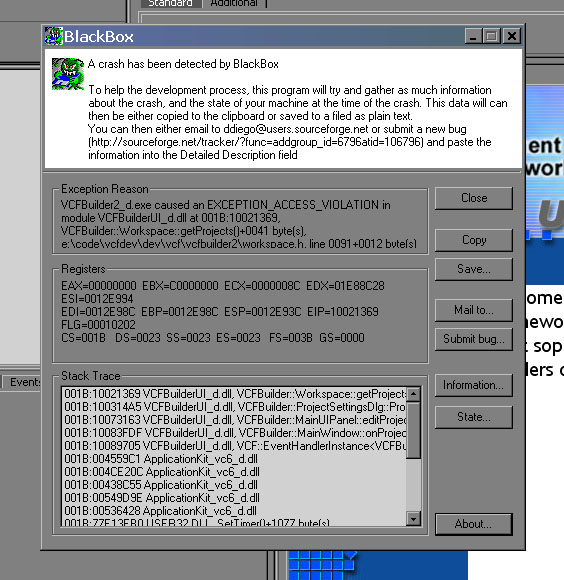 Standard Additional
BlackBox
A crash has been detected by BlackBox
To help the development process, this program will try and gather as much information
about the crash, and the state of your machine at the time of the crash. This data will can
then be either copied to the clipboard or saved to a filed as plain text.
You can then either email to ddiego@users.sourceforge.net or submit a new bug
(http://sourceforge.net/tracker/?func=addgroup_id=6796atid=106796) and paste the
information into the Detailed Description field
Exception Reason
VCFBuilder2_d.exe caused an EXCEPTION_ACCESS_VIOLATION in
module VCFBuilderUI_d.dll at 001B:10021369,
VCFBuilder::Workspace::getProjects()+0041 byte(s),
e:\code\vcfdev\dev\vcf\vcfbuilder2\workspace.h, line 0091+0012 byte(s)
Close
Copy
Save...
Registers
EAX=00000000 EBX=C0000000 ECX=0000008C EDX=01E88C28
ESI=0012E994
EDI=0012E98C EBP=0012E98C ESP=0012E93C EIP=10021369
FLG=00010202
CS=001B DS=0023 SS=0023 ES=0023 FS=003B GS=0000
Mail to...
Submit bug...
Stack Trace
001B:10021369 VCFBuilderUI_d.dll, VCFBuilder::Workspace::getProjects
001B:100314A5 VCFBuilderUI_d.dll, VCFBuilder::ProjectSettingsDlg::Pro
001B:10073163 VCFBuilderUI_d.dll, VCFBuilder::MainUIPanel::editProje
001B:10083FDF VCFBuilderUI_d.dll, VCFBuilder::MainWindow::onProje
001B:10089705 VCFBuilderUI_d.dll, VCF::EventHandlerInstance<VCFBu
001B:004559C1 ApplicationKit_vc6_d.dll
001B:004CE20C ApplicationKit_vc6_d.dll
001B:00438C55 ApplicationKit_vc6_d.dll
001B:00549D9E ApplicationKit_vc6_d.dll
001B:00536428 ApplicationKit_vc6_d.dll
001B:77E13EB0 USER32.DLL, SetTimer()+1077 byte(s)
Information...
State...
About...
Events
ent
work
ome
newo
t sop
ders o